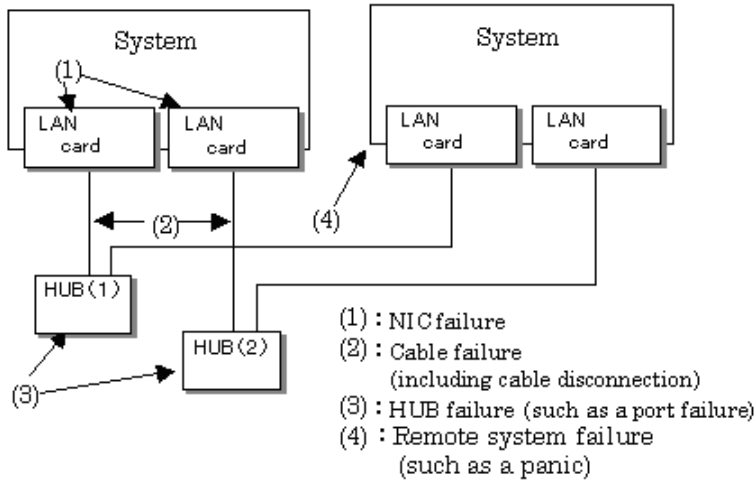 System
System
(1)
LAN
card
LAN
card
LAN
card
LAN
card
(2)
(4)
HUB(1)
HUB(2)
(3)
(1) : NIC failure
(2) : Cable failure
(including cable disconnection)
(3) : HUB failure (such as a port failure)
(4) : Remote system failure
(such as a panic)